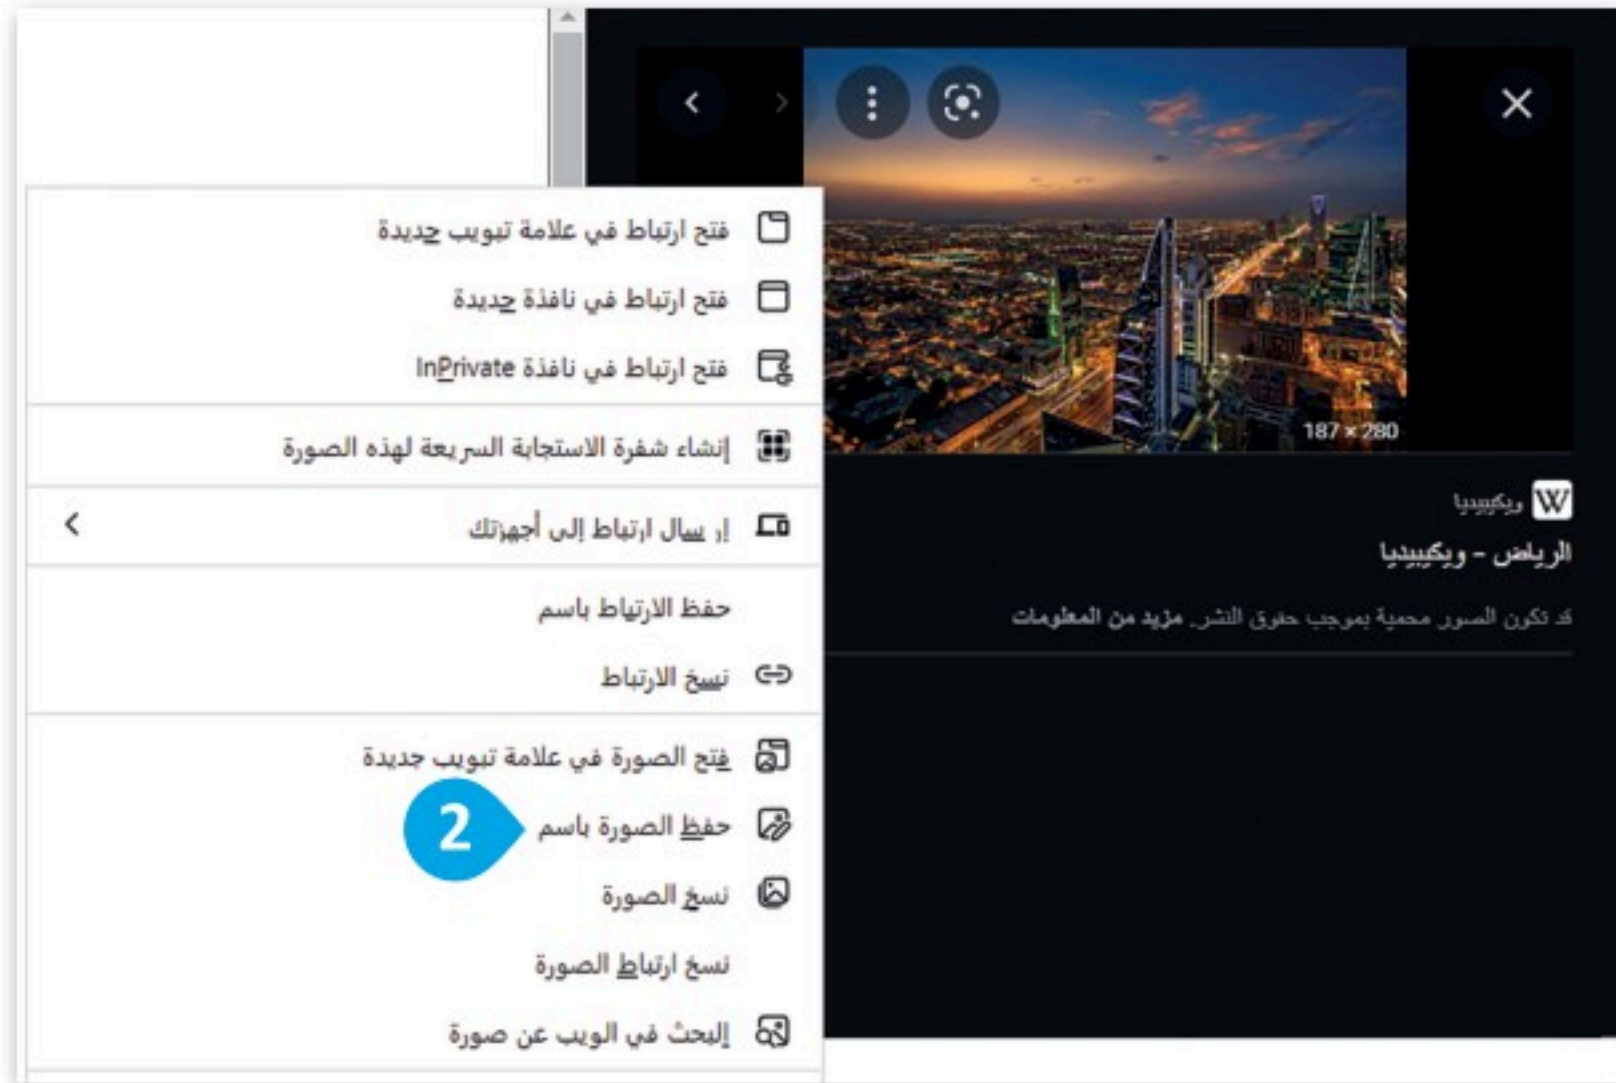 187 × 280
W ويكيبيديا
الرياض - ويكيبيديا
قد تكون الصور محمية بموجب حقوق النشر. مزيد من المعلومات
فتح ارتباط في علامة تبويب جديدة
فتح ارتباط في نافذة جديدة
فتح ارتباط في نافذة InPrivate
إنشاء شفرة الاستجابة السريعة لهذه الصورة
إرسال ارتباط إلى أجهزتك
حفظ الارتباط باسم
نسخ الارتباط
فتح الصورة في علامة تبويب جديدة
حفظ الصورة باسم
2
نسخ الصورة
نسخ ارتباط الصورة
البحث في الويب عن صورة